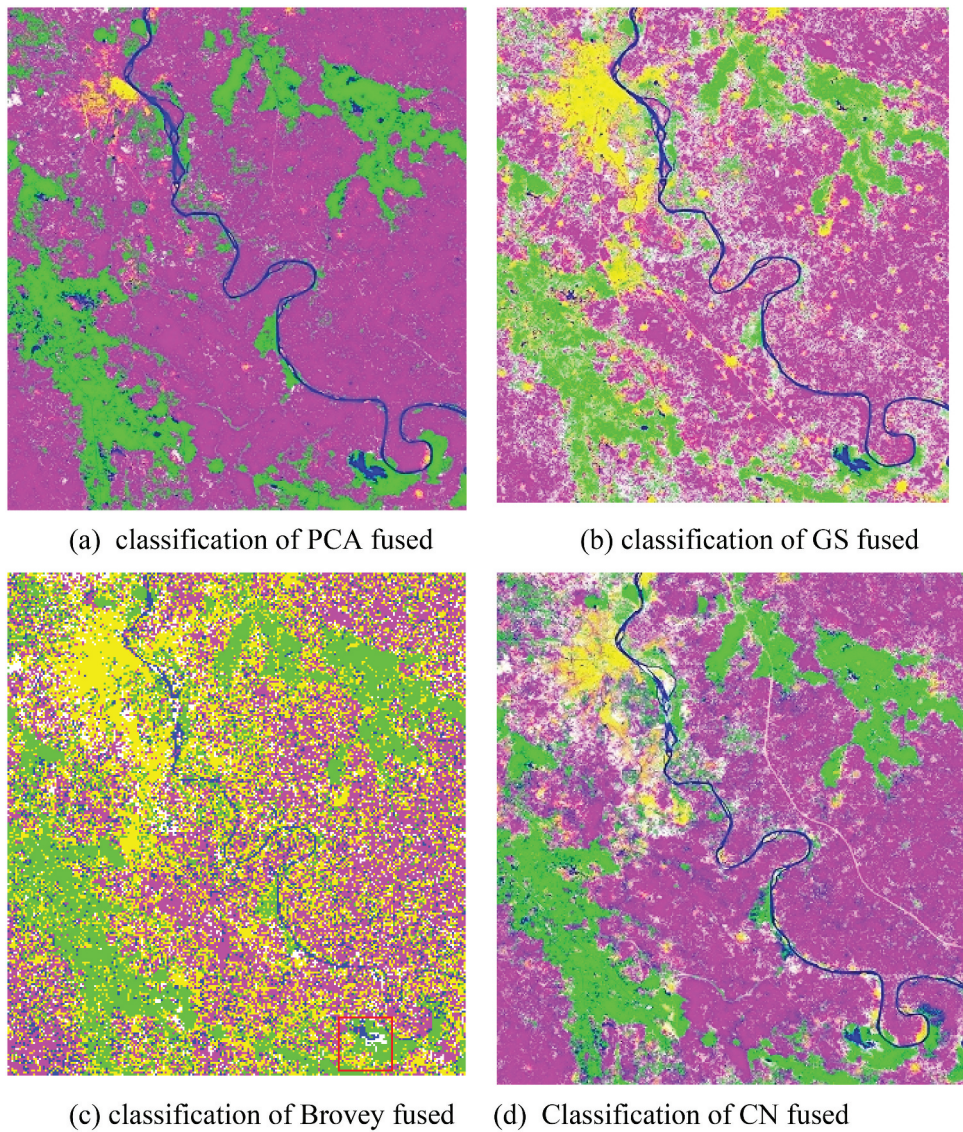 (a) classification of PCA fused
(b) classification of GS fused
(c) classification of Brovey fused
(d) Classification of CN fused